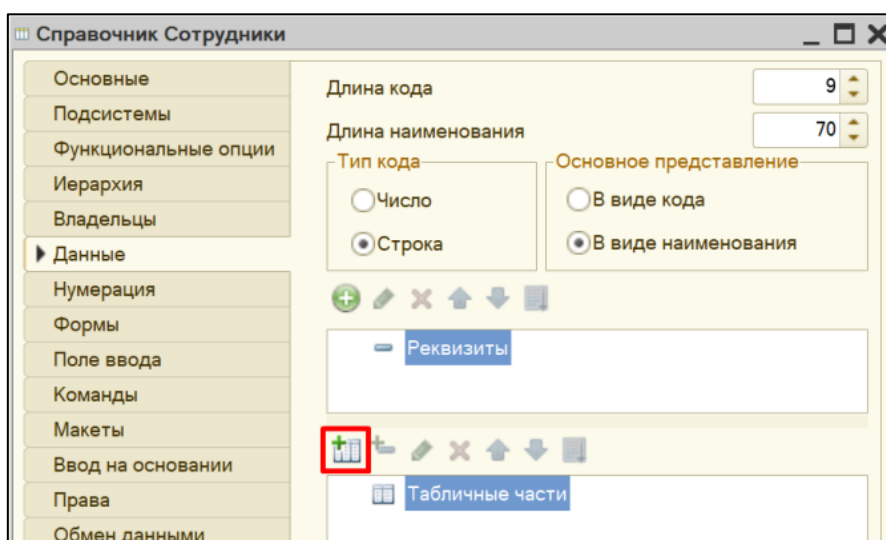 Справочник Сотрудники
Основные
Подсистемы
Функциональные опции
Иерархия
Владельцы
Данные
Нумерация
Формы
Поле ввода
Команды
Макеты
Ввод на основании
Права
Обмен данными
Длина кода 9
Длина наименования 70
Тип кода
Число
Строка
Основное представление
В виде кода
В виде наименования
Реквизиты
Табличные части